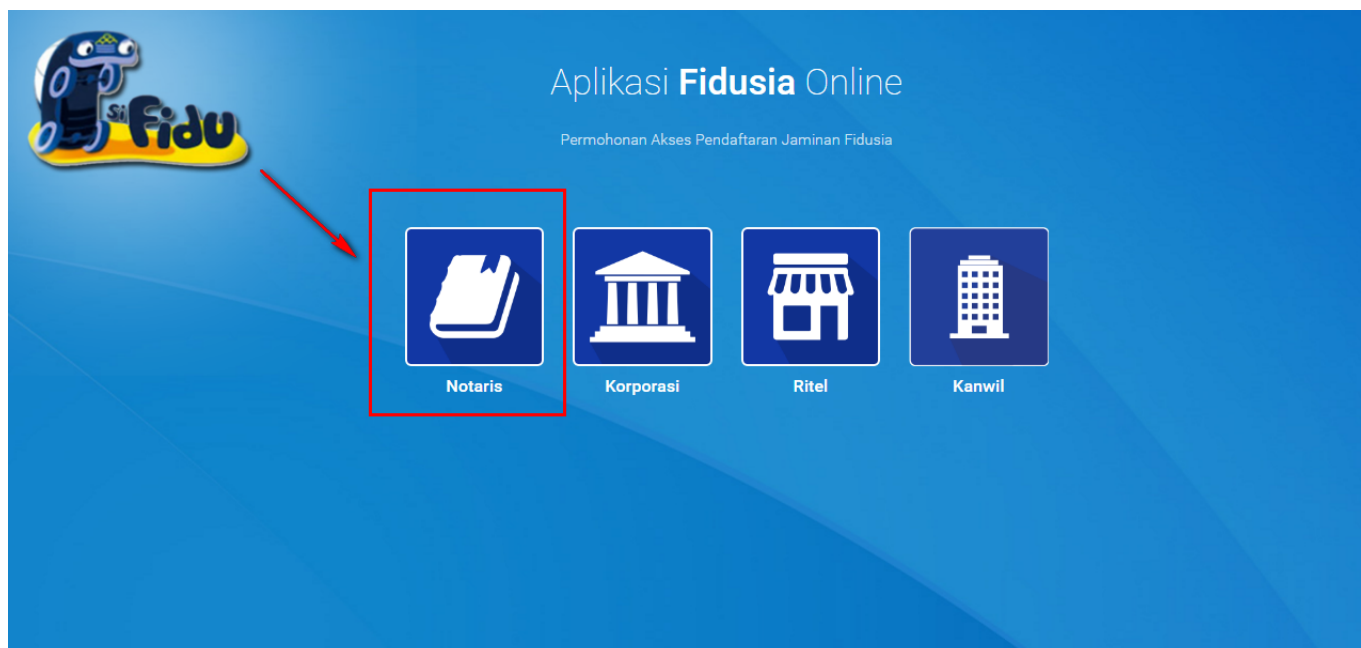 si Fidu
Aplikasi Fidusia Online
Permohonan Akses Pendaftaran Jaminan Fidusia
Notaris
Korporasi
Ritel
Kanwil